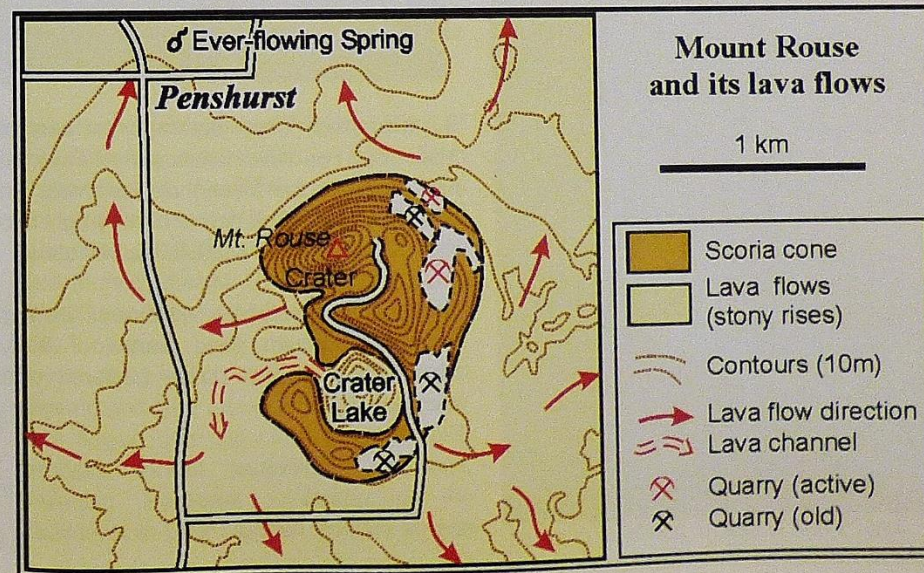 Ever-flowing Spring
Penshurst
Mt. Rouse
Crater
Crater
Lake
Mount Rouse
and its lava flows
1 km
Scoria cone
Lava flows
(stony rises)
Contours (10m)
Lava flow direction
Lava channel
Quarry (active)
Quarry (old)